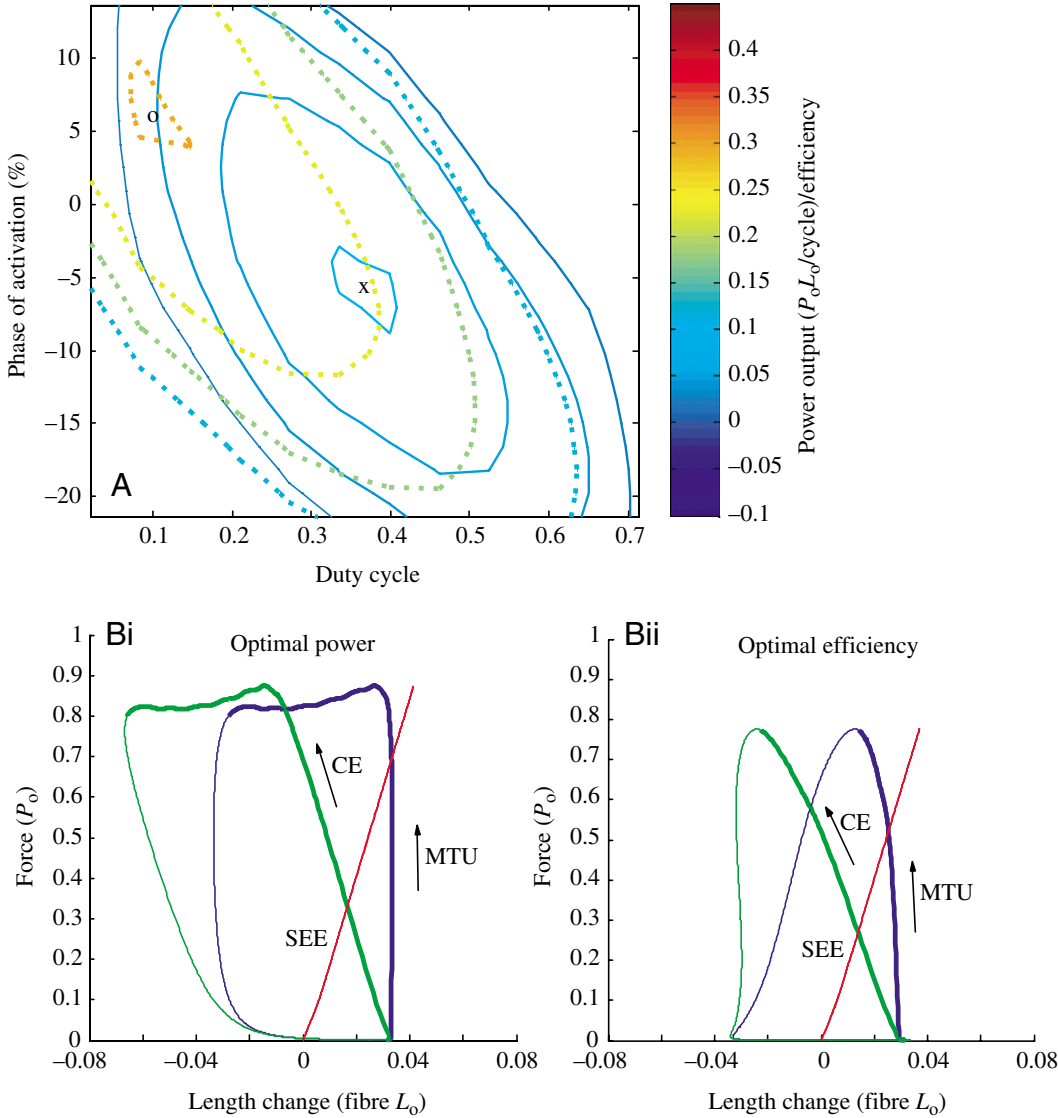 10
5
0
–5
–10
–15
–20
Phase of activation (%)
A
o
x
0.1
0.2
0.3
0.4
0.5
0.6
0.7
Duty cycle
0.4
0.35
0.3
0.25
0.2
0.15
0.1
0.05
0
–0.05
–0.1
Power output (PoLo/cycle)/efficiency
Bi
Optimal power
1
0.9
0.8
0.7
0.6
0.5
0.4
0.3
0.2
0.1
0
Force (Po)
CE
MTU
SEE
–0.08
–0.04
0
0.04
0.08
Length change (fibre Lo)
Bii
Optimal efficiency
1
0.9
0.8
0.7
0.6
0.5
0.4
0.3
0.2
0.1
0
Force (Po)
CE
MTU
SEE
–0.08
–0.04
0
0.04
0.08
Length change (fibre Lo)